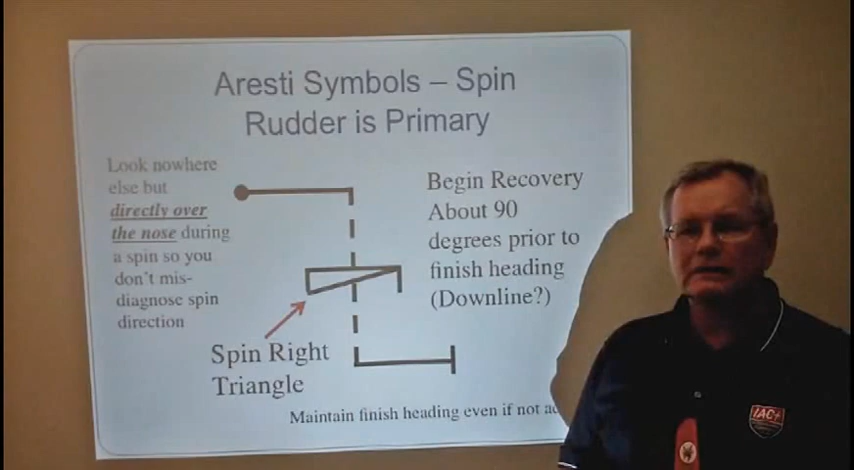 Aresti Symbols – Spin
Rudder is Primary
Look nowhere
else but
directly over
the nose during
a spin so you
don't mis-
diagnose spin
direction
Begin Recovery
About 90
degrees prior to
finish heading
(Downline?)
Spin Right
Triangle
Maintain finish heading even if not
IAC